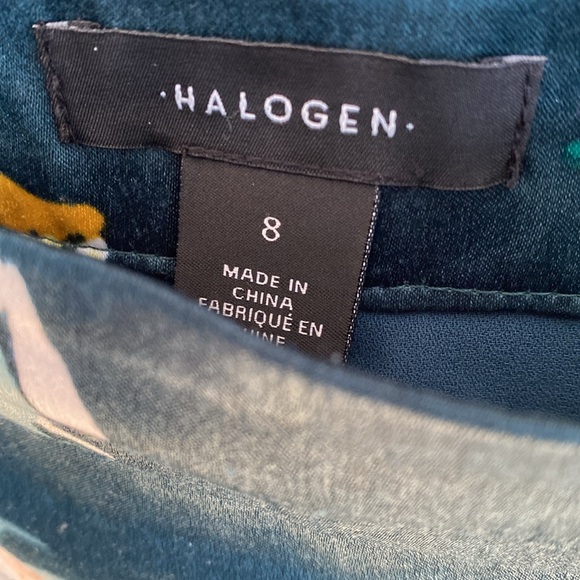 ·HALOGEN·
8
MADE IN
CHINA
FABRIQUÉ EN